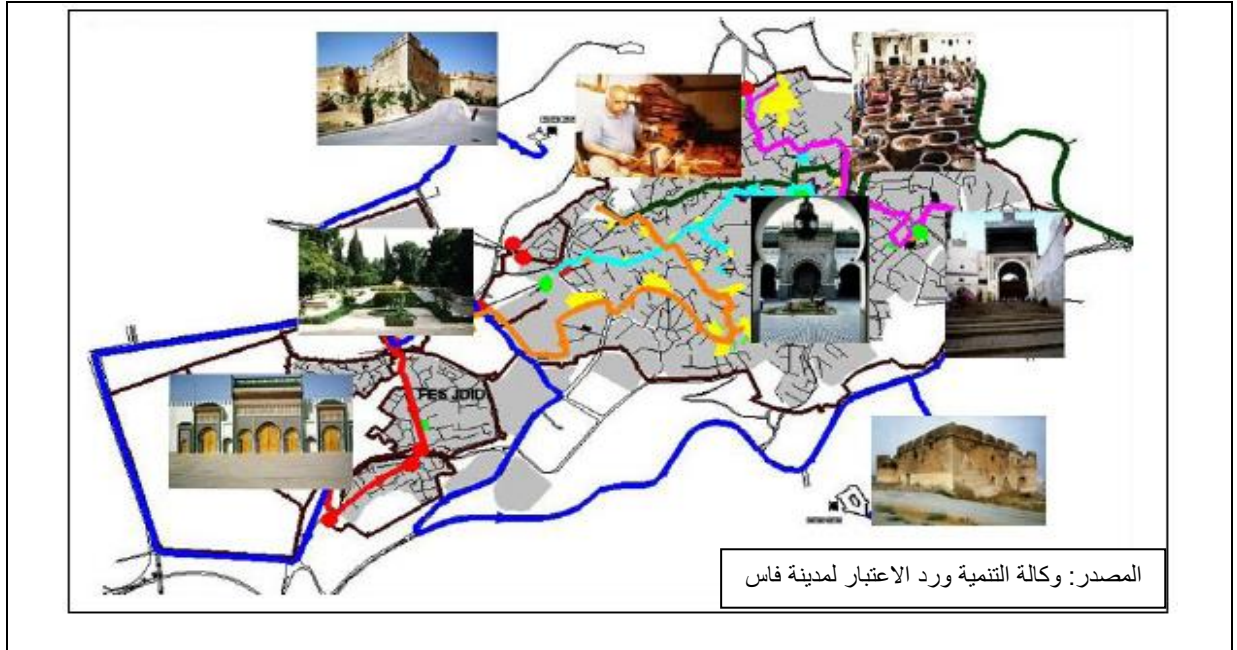 FES JDID
المصدر: وكالة التنمية ورد الاعتبار لمدينة فاس